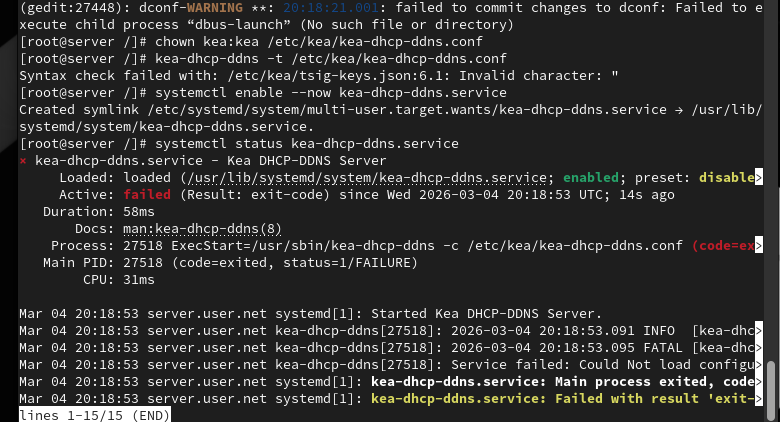 (gedit:27448): dconf-WARNING **: 20:18:21.001: failed to commit changes to dconf: Failed to e
xecute child process “dbus-launch” (No such file or directory)
[root@server /]# chown kea:kea /etc/kea/kea-dhcp-ddns.conf
[root@server /]# kea-dhcp-ddns -t /etc/kea/kea-dhcp-ddns.conf
Syntax check failed with: /etc/kea/tsig-keys.json:6.1: Invalid character: "
[root@server /]# systemctl enable --now kea-dhcp-ddns.service
Created symlink /etc/systemd/system/multi-user.target.wants/kea-dhcp-ddns.service → /usr/lib/
systemd/system/kea-dhcp-ddns.service.
[root@server /]# systemctl status kea-dhcp-ddns.service
× kea-dhcp-ddns.service - Kea DHCP-DDNS Server
Loaded: loaded (/usr/lib/systemd/system/kea-dhcp-ddns.service; enabled; preset: disable>
Active: failed (Result: exit-code) since Wed 2026-03-04 20:18:53 UTC; 14s ago
Duration: 58ms
Docs: man:kea-dhcp-ddns(8)
Process: 27518 ExecStart=/usr/sbin/kea-dhcp-ddns -c /etc/kea/kea-dhcp-ddns.conf (code=ex>
Main PID: 27518 (code=exited, status=1/FAILURE)
CPU: 31ms
Mar 04 20:18:53 server.user.net systemd[1]: Started Kea DHCP-DDNS Server.
Mar 04 20:18:53 server.user.net kea-dhcp-ddns[27518]: 2026-03-04 20:18:53.091 INFO  [kea-dhc>
Mar 04 20:18:53 server.user.net kea-dhcp-ddns[27518]: 2026-03-04 20:18:53.095 FATAL [kea-dhc>
Mar 04 20:18:53 server.user.net kea-dhcp-ddns[27518]: Service failed: Could Not load configu>
Mar 04 20:18:53 server.user.net systemd[1]: kea-dhcp-ddns.service: Main process exited, code>
Mar 04 20:18:53 server.user.net systemd[1]: kea-dhcp-ddns.service: Failed with result 'exit->
lines 1-15/15 (END)